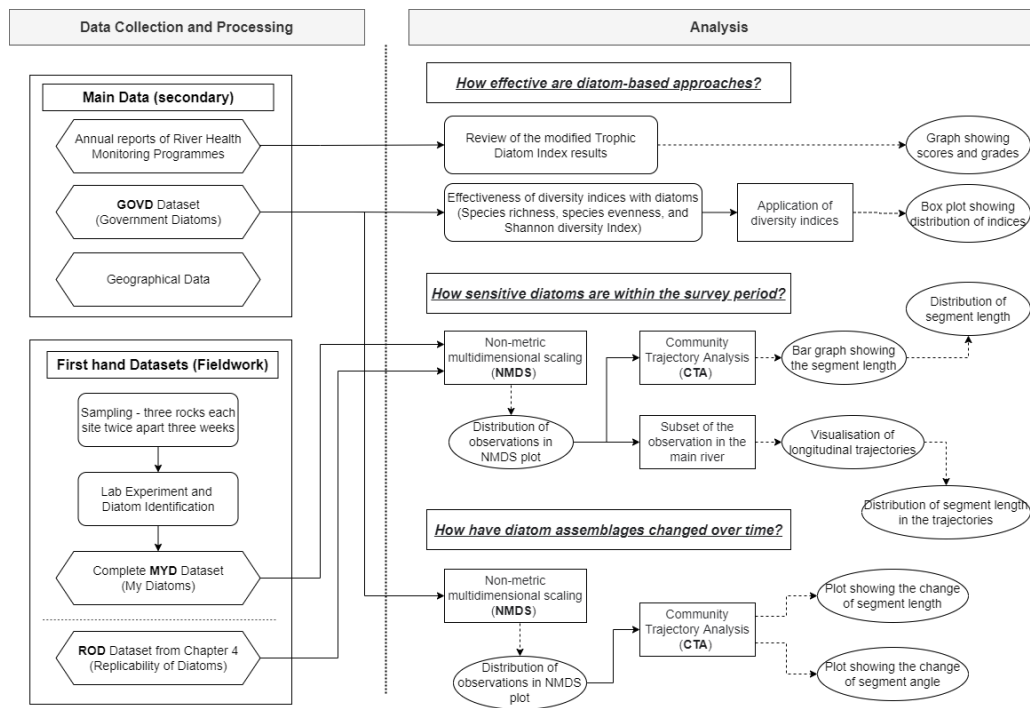 Data Collection and Processing
Analysis
Main Data (secondary)
Annual reports of River Health
Monitoring Programmes
GOVD Dataset
(Government Diatoms)
Geographical Data
First hand Datasets (Fieldwork)
Sampling - three rocks each
site twice apart three weeks
Lab Experiment and
Diatom Identification
Complete MYD Dataset
(My Diatoms)
ROD Dataset from Chapter 4
(Replicability of Diatoms)
How effective are diatom-based approaches?
Review of the modified Trophic
Diatom Index results
Graph showing
scores and grades
Effectiveness of diversity indices with diatoms
(Species richness, species evenness, and
Shannon diversity Index)
Application of
diversity indices
Box plot showing
distribution of indices
How sensitive diatoms are within the survey period?
Non-metric
multidimensional scaling
(NMDS)
Community
Trajectory Analysis
(CTA)
Bar graph showing
the segment length
Distribution of
segment length
Distribution of
observations in
NMDS plot
Subset of the
observation in the
main river
Visualisation of
longitudinal trajectories
Distribution of segment length
in the trajectories
How have diatom assemblages changed over time?
Non-metric
multidimensional scaling
(NMDS)
Distribution of
observations in NMDS
plot
Community
Trajectory Analysis
(CTA)
Plot showing the change
of segment length
Plot showing the change
of segment angle